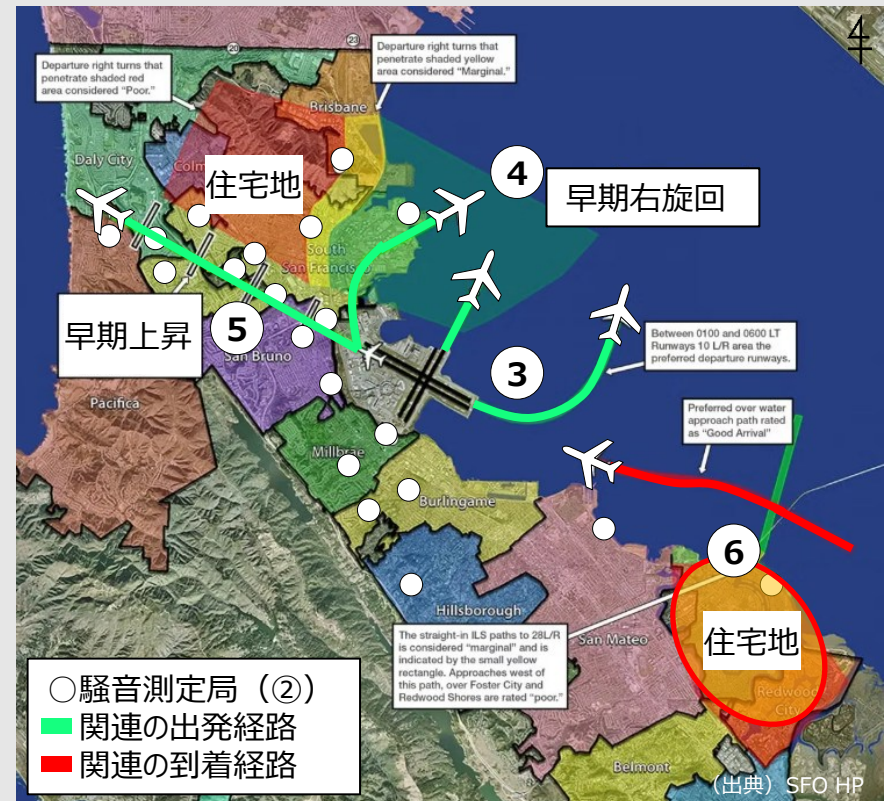 23
23
Departure right turns that
penetrate shaded red
area considered “Poor.”
Departure right turns that
penetrate shaded yellow
area considered “Marginal.”
Brisbane
Daly City
Colm
住宅地
④
早期右旋回
South
San Francisco
早期上昇
⑤
San Bruno
③
Between 0100 and 0600 LT
Runways 10 L/R area the
preferred departure runways.
Pacifica
Preferred over water
approach path rated
as “Good Arrival”
Millbrae
Burlingame
⑥
Hillsborough
The straight-in ILS paths to 28L/R
is considered “marginal” and is
indicated by the small yellow
rectangle. Approaches west of
this path, over Foster City and
Redwood Shores are rated “poor.”
San Mateo
住宅地
Redwood
City
Belmont
○騒音測定局（②）
関連の出発経路
関連の到着経路
（出典）SFO HP